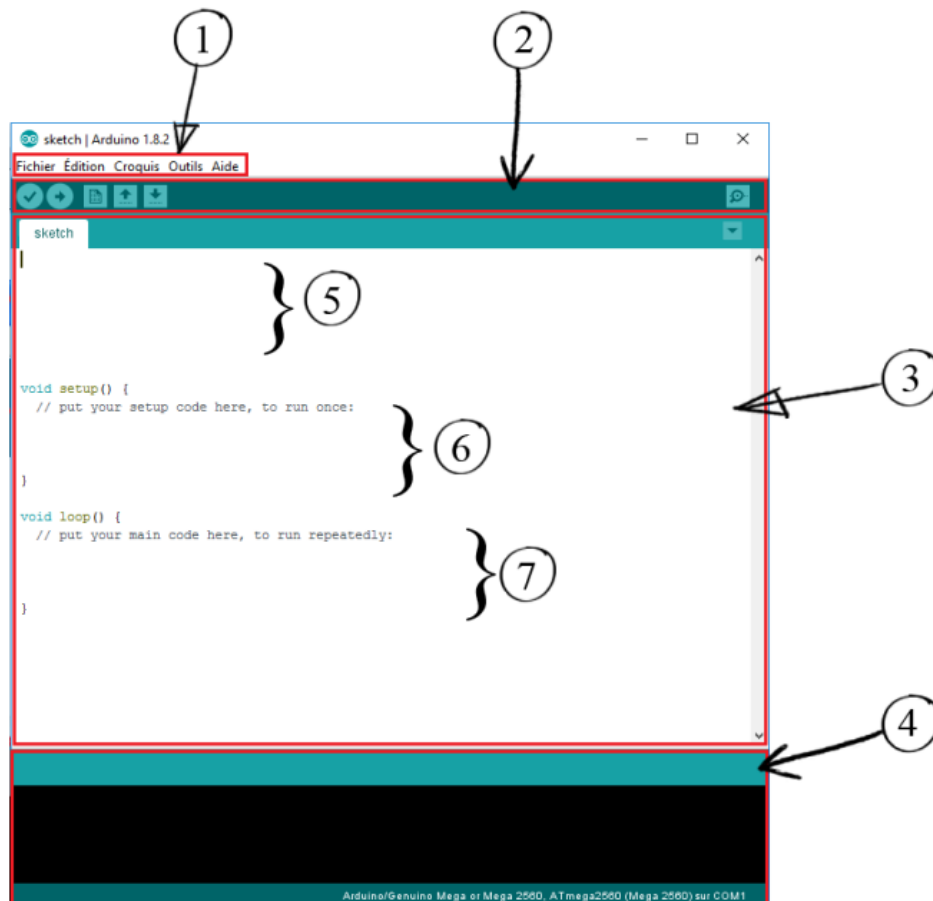 1
2
sketch | Arduino 1.8.2
Fichier Édition Croquis Outils Aide
sketch
5
void setup() {
// put your setup code here, to run once:
3
6
}
void loop() {
// put your main code here, to run repeatedly:
7
}
4
Arduino/Genuino Mega or Mega 2560, ATmega2560 (Mega 2560) sur COM1